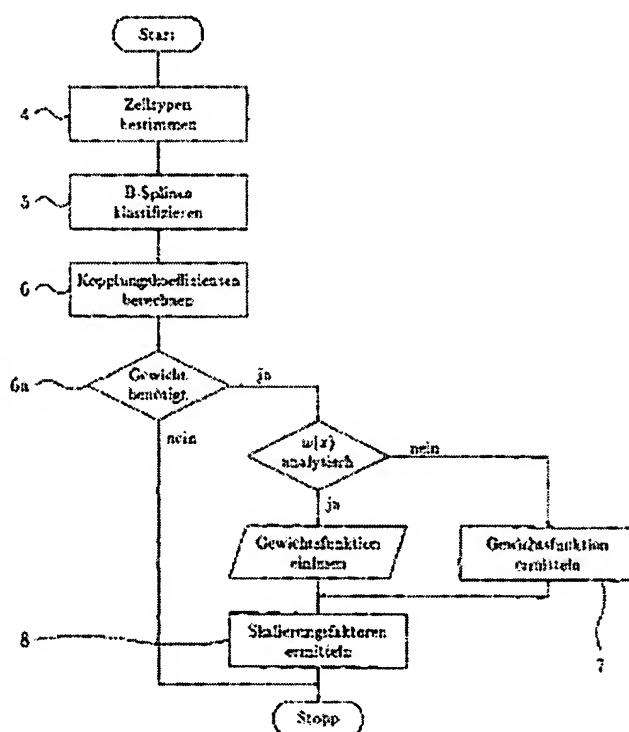 Start
4
Zelltypen
bestimmen
5
B-Splines
klassifizieren
6
Kopplungskoeffizienten
berechnen
6a
Gewicht
benötigt
ja
nein
w(x)
analytisch
nein
ja
Gewichtsfunktion
einlesen
Gewichtsfunktion
ermitteln
7
8
Skalierungsfaktoren
ermitteln
Stopp